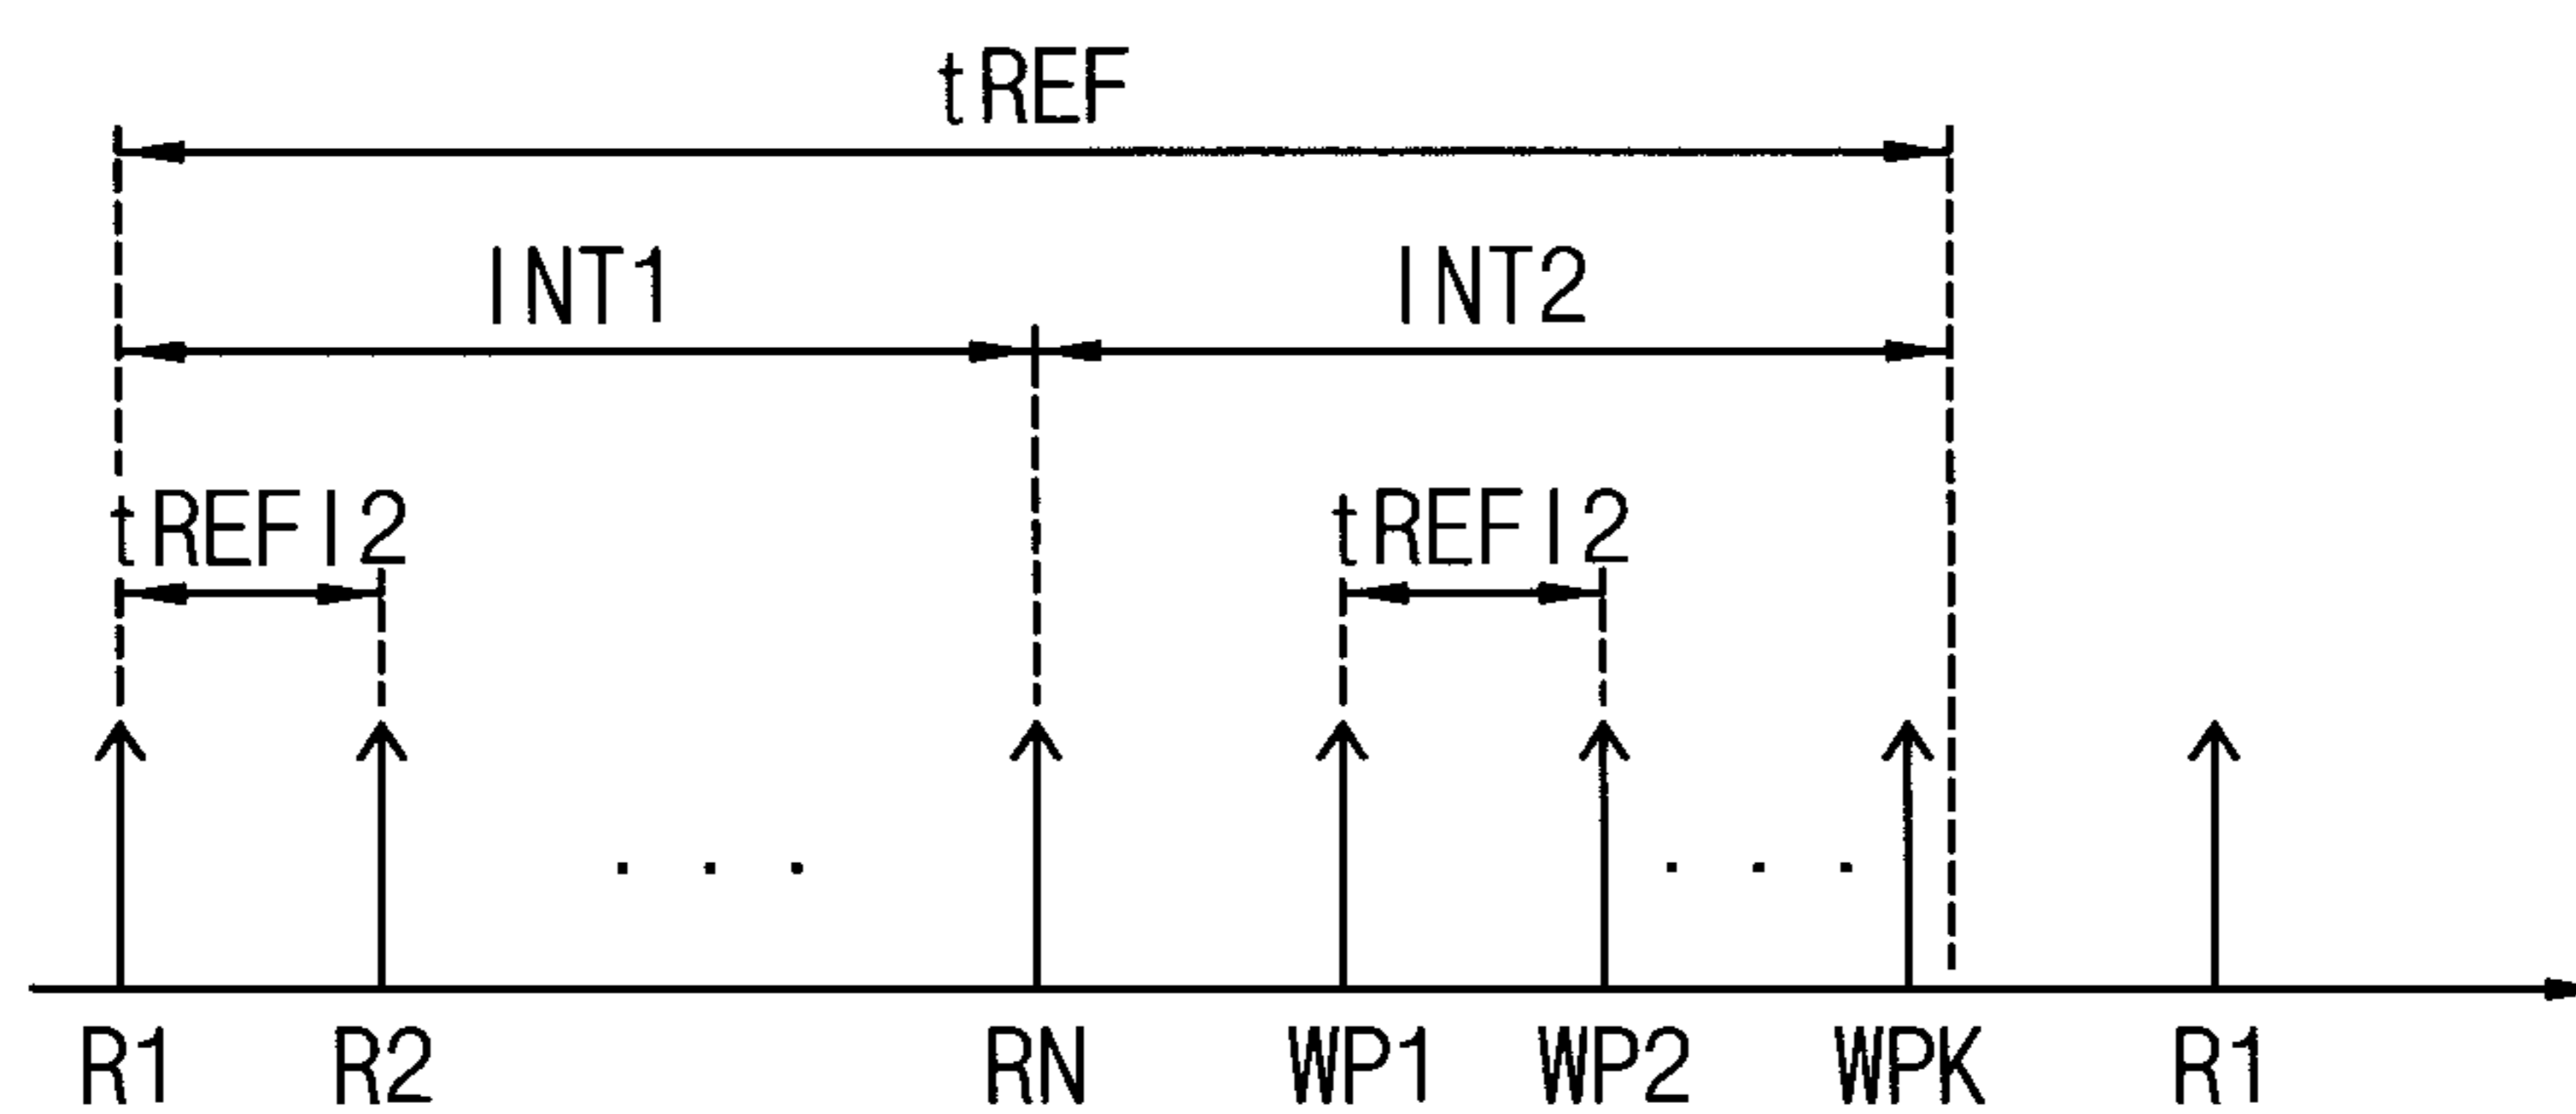 tREF
INT1 INT2
tREFI2 tREFI2
. . . . . .
R1 R2 RN WP1 WP2 WPK R1